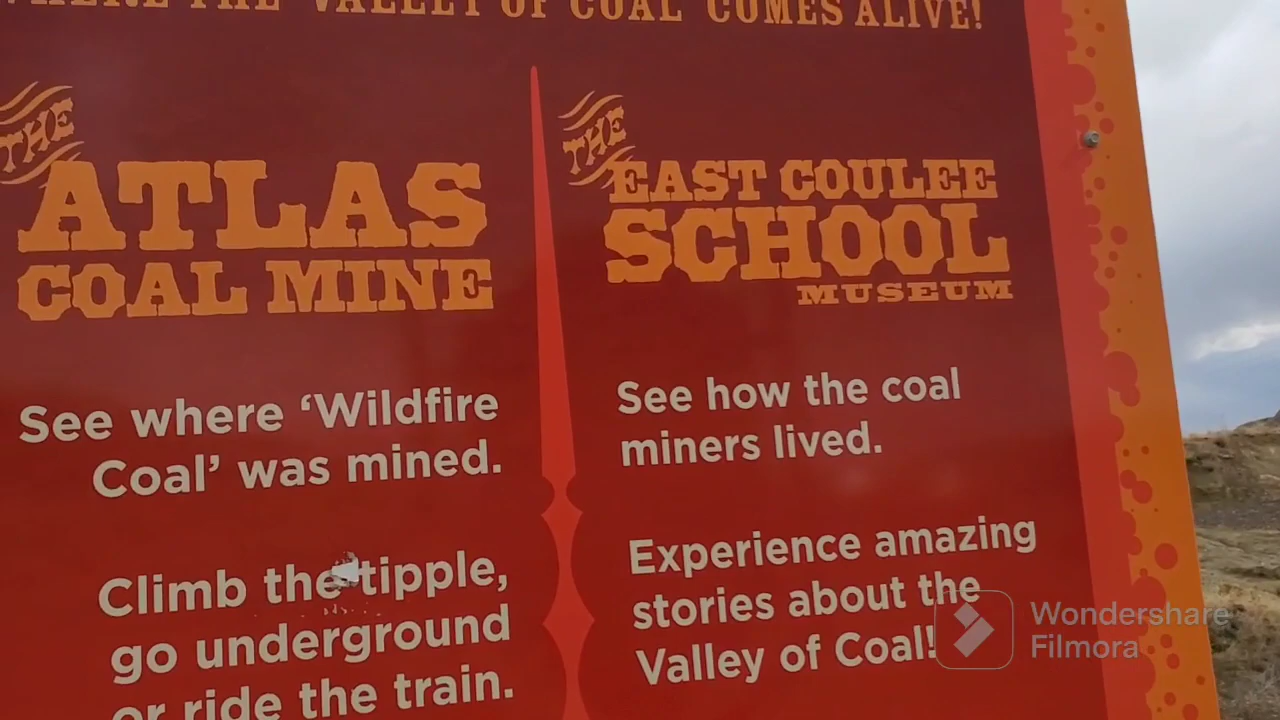 WHERE THE 'VALLEY OF COAL' COMES ALIVE!
THE
ATLAS
COAL MINE
See where ‘Wildfire
Coal’ was mined.
Climb the tipple,
go underground
or ride the train.
THE
EAST COULEE
SCHOOL
MUSEUM
See how the coal
miners lived.
Experience amazing
stories about the
Valley of Coal!
Wondershare
Filmora